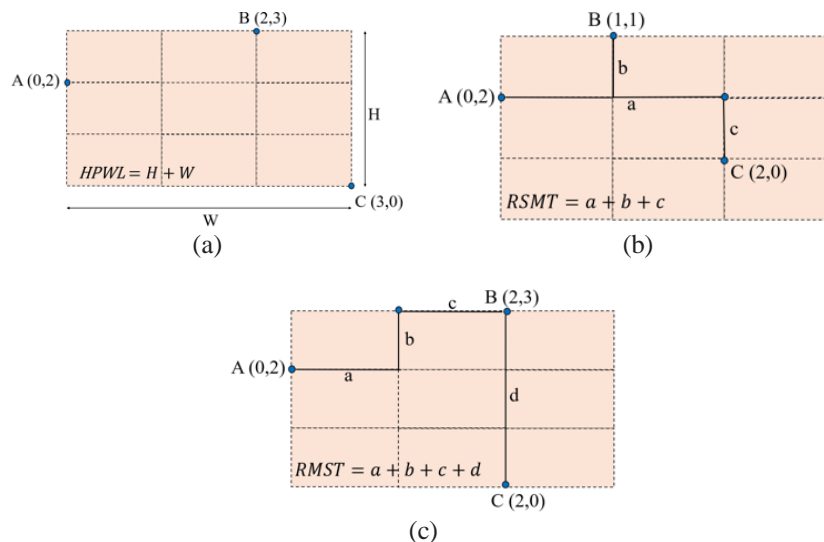 B (2,3)
A (0,2)
H
HPWL = H + W
C (3,0)
W
(a)
B (1,1)
b
A (0,2)
a
c
C (2,0)
RSMT = a + b + c
(b)
c
B (2,3)
b
A (0,2)
a
d
RMST = a + b + c + d
C (2,0)
(c)